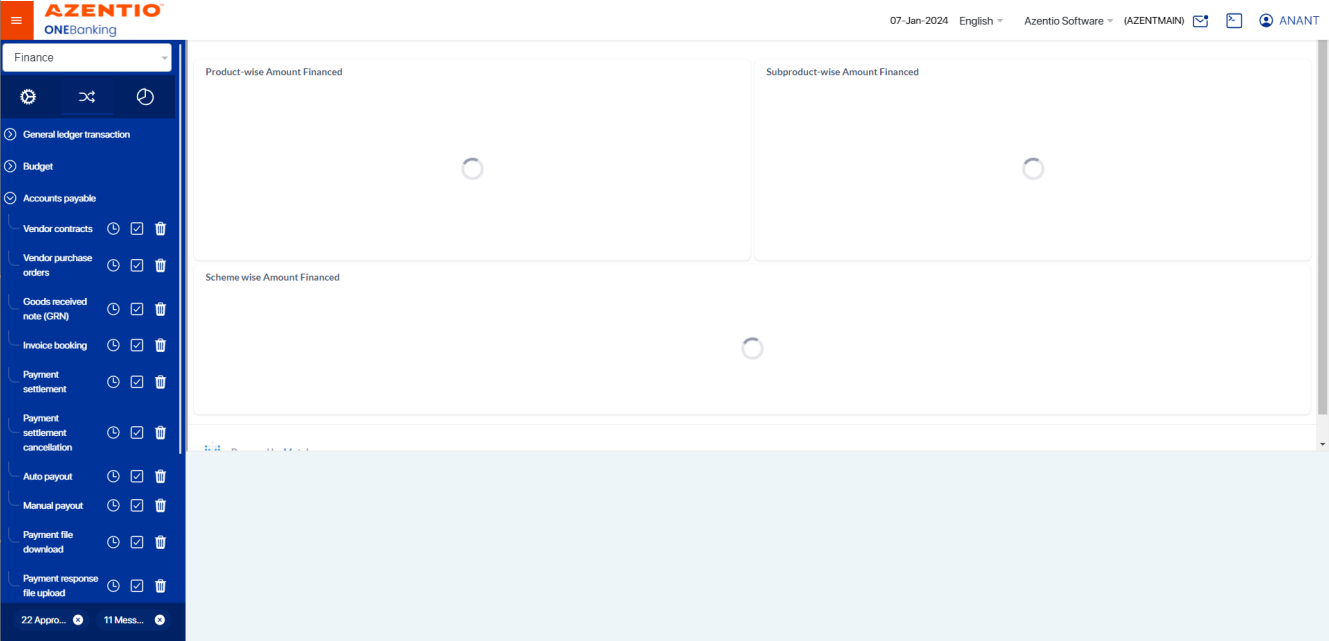 AZENTIO
ONEBanking
07-Jan-2024 English Azentio Software (AZENTMAIN) ANANT
Finance
General ledger transaction
Budget
Accounts payable
Vendor contracts
Vendor purchase
orders
Goods received
note (GRN)
Invoice booking
Payment
settlement
Payment
settlement
cancellation
Auto payout
Manual payout
Payment file
download
Payment response
file upload
22 Appro...
11 Mess...
Product-wise Amount Financed
Subproduct-wise Amount Financed
Scheme wise Amount Financed